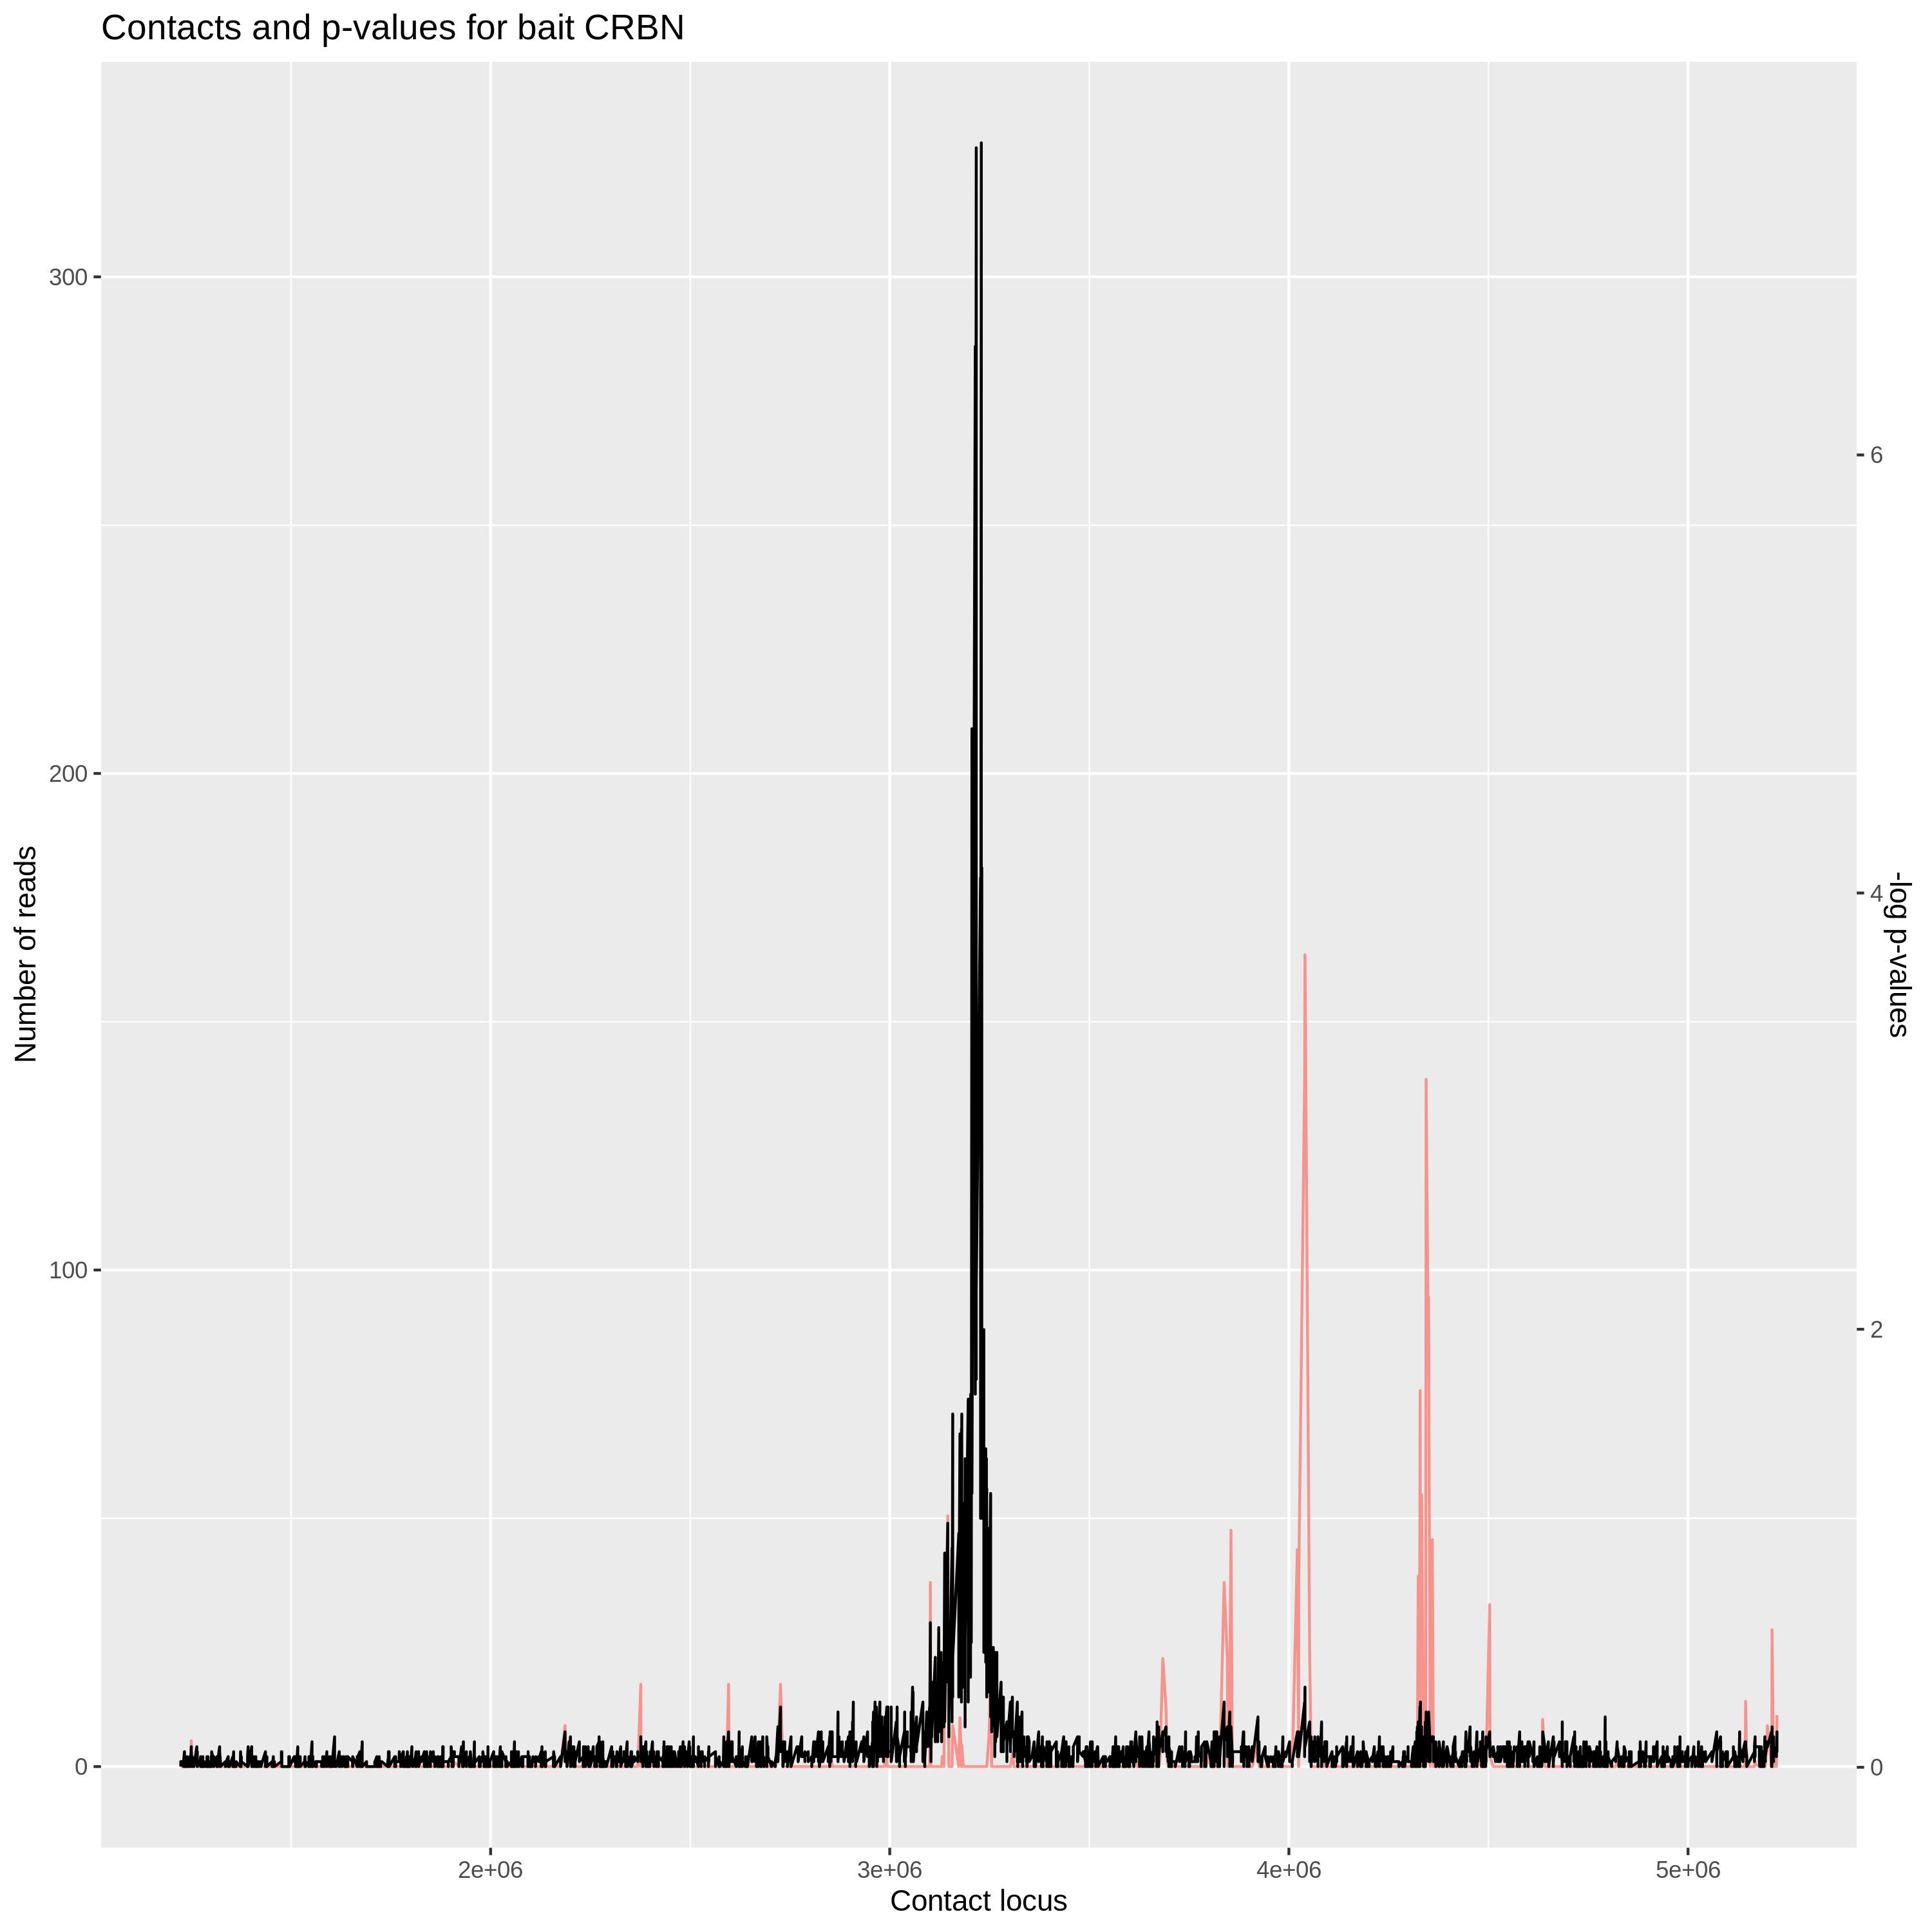 Contacts and p-values for bait CRBN
300
200
100
0
Number of reads
6
4
2
0
-log p-values
2e+06
3e+06
4e+06
5e+06
Contact locus